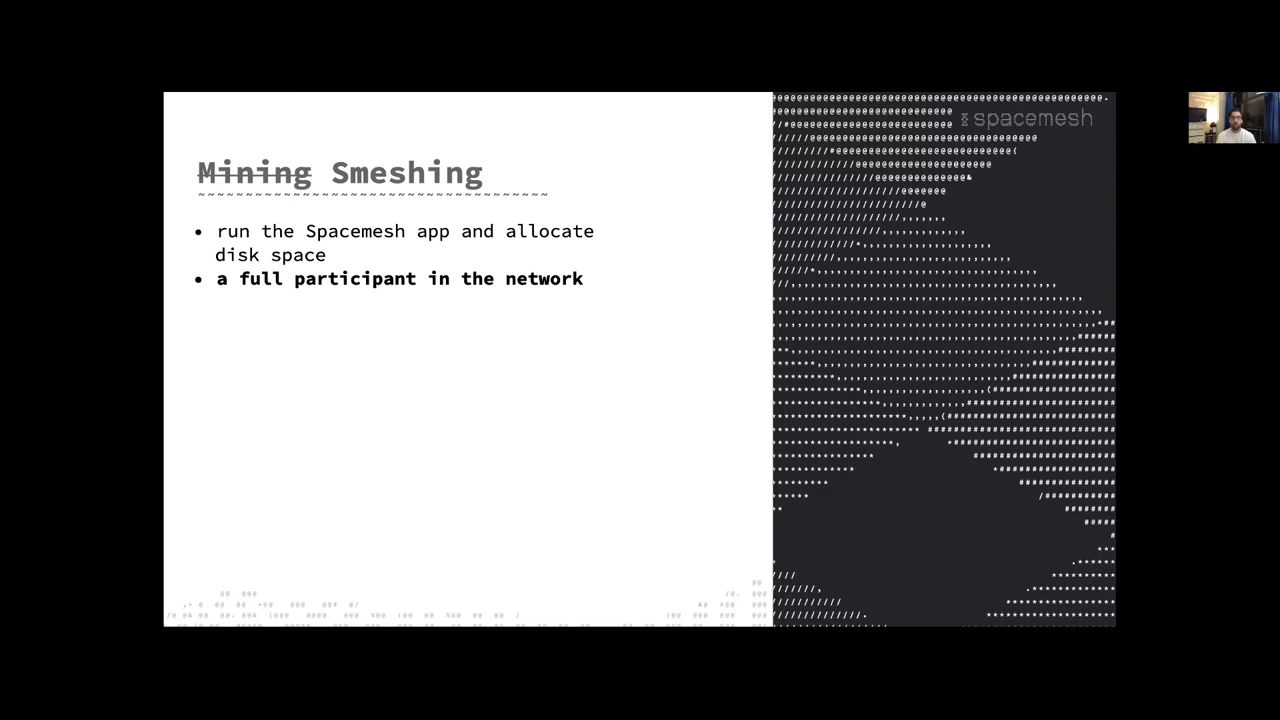 spacemesh
Mining Smeshing
• run the Spacemesh app and allocate
disk space
• a full participant in the network